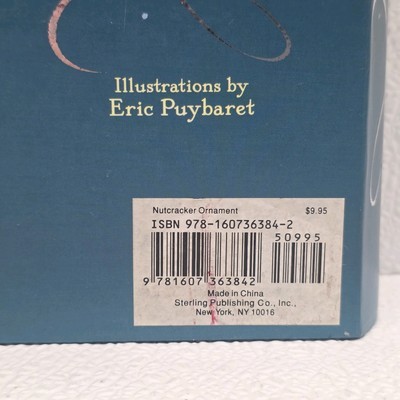 Illustrations by
Eric Puybaret
Nutcracker Ornament $9.95
ISBN 978-160736384-2
50995
9 781607 363842
Made in China
Sterling Publishing Co., Inc.,
New York, NY 10016